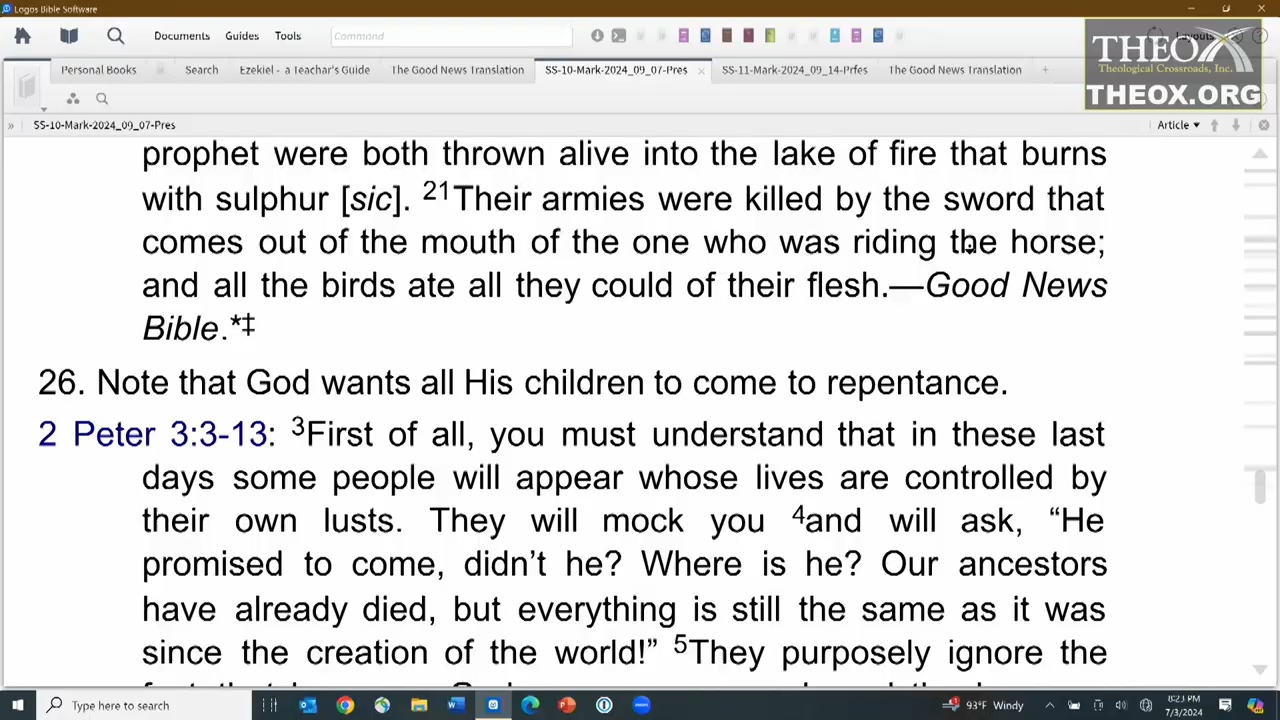 Logos Bible Software
Documents Guides Tools Command Layouts
THEOX
Theological Crossroads, Inc.
THEOX.ORG
Personal Books Search Ezekiel - a Teacher's Guide SS-10-Mark-2024_09_07-Pres SS-11-Mark-2024_09_14-Prfes The Good News Translation +
SS-10-Mark-2024_09_07-Pres Article
prophet were both thrown alive into the lake of fire that burns
with sulphur [sic]. 21Their armies were killed by the sword that
comes out of the mouth of the one who was riding the horse;
and all the birds ate all they could of their flesh.—Good News
Bible.*‡
26. Note that God wants all His children to come to repentance.
2 Peter 3:3-13: 3First of all, you must understand that in these last
days some people will appear whose lives are controlled by
their own lusts. They will mock you 4and will ask, “He
promised to come, didn’t he? Where is he? Our ancestors
have already died, but everything is still the same as it was
since the creation of the world!” 5They purposely ignore the
Type here to search 93°F Windy 8:23 PM
7/3/2024